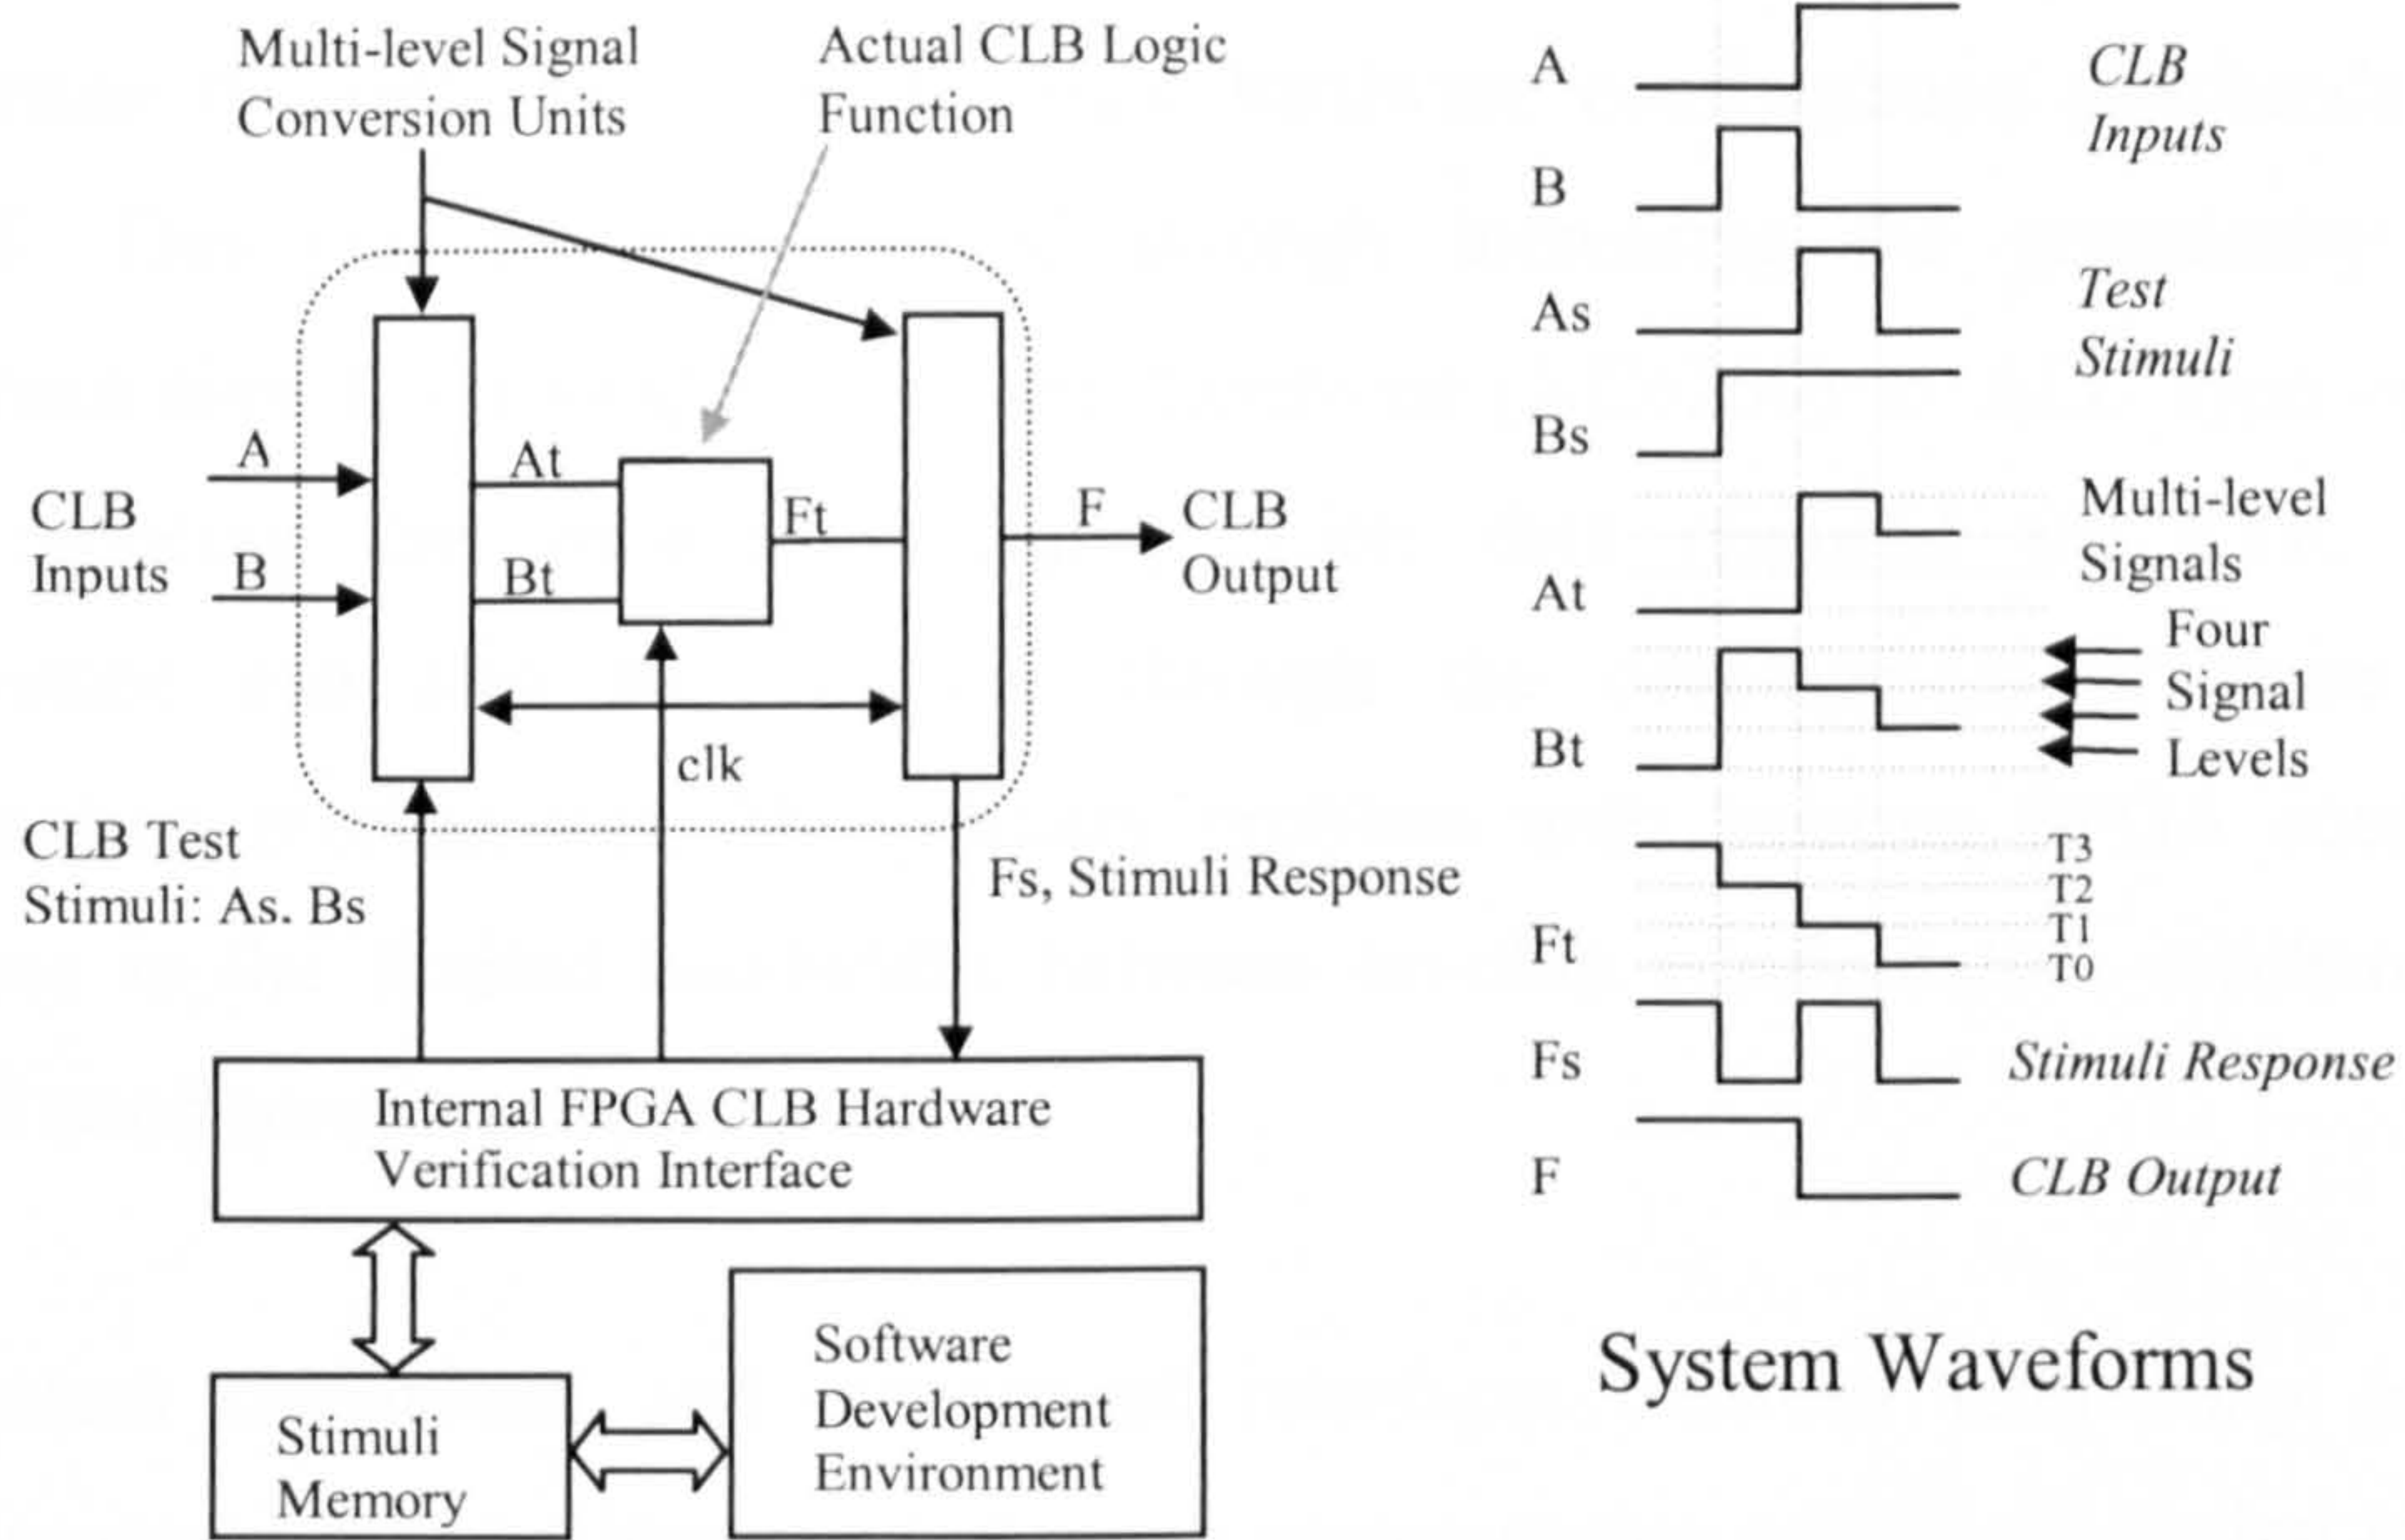 Multi-level Signal
Conversion Units
Actual CLB Logic
Function
A
B
CLB
Inputs
At
Bt
Ft
F
CLB
Output
clk
CLB Test
Stimuli: As. Bs
Fs, Stimuli Response
Internal FPGA CLB Hardware
Verification Interface
Stimuli
Memory
Software
Development
Environment
A
CLB
Inputs
B
As
Test
Stimuli
Bs
Multi-level
Signals
At
Four
Signal
Levels
Bt
T3
T2
T1
T0
Ft
Fs
Stimuli Response
F
CLB Output
System Waveforms